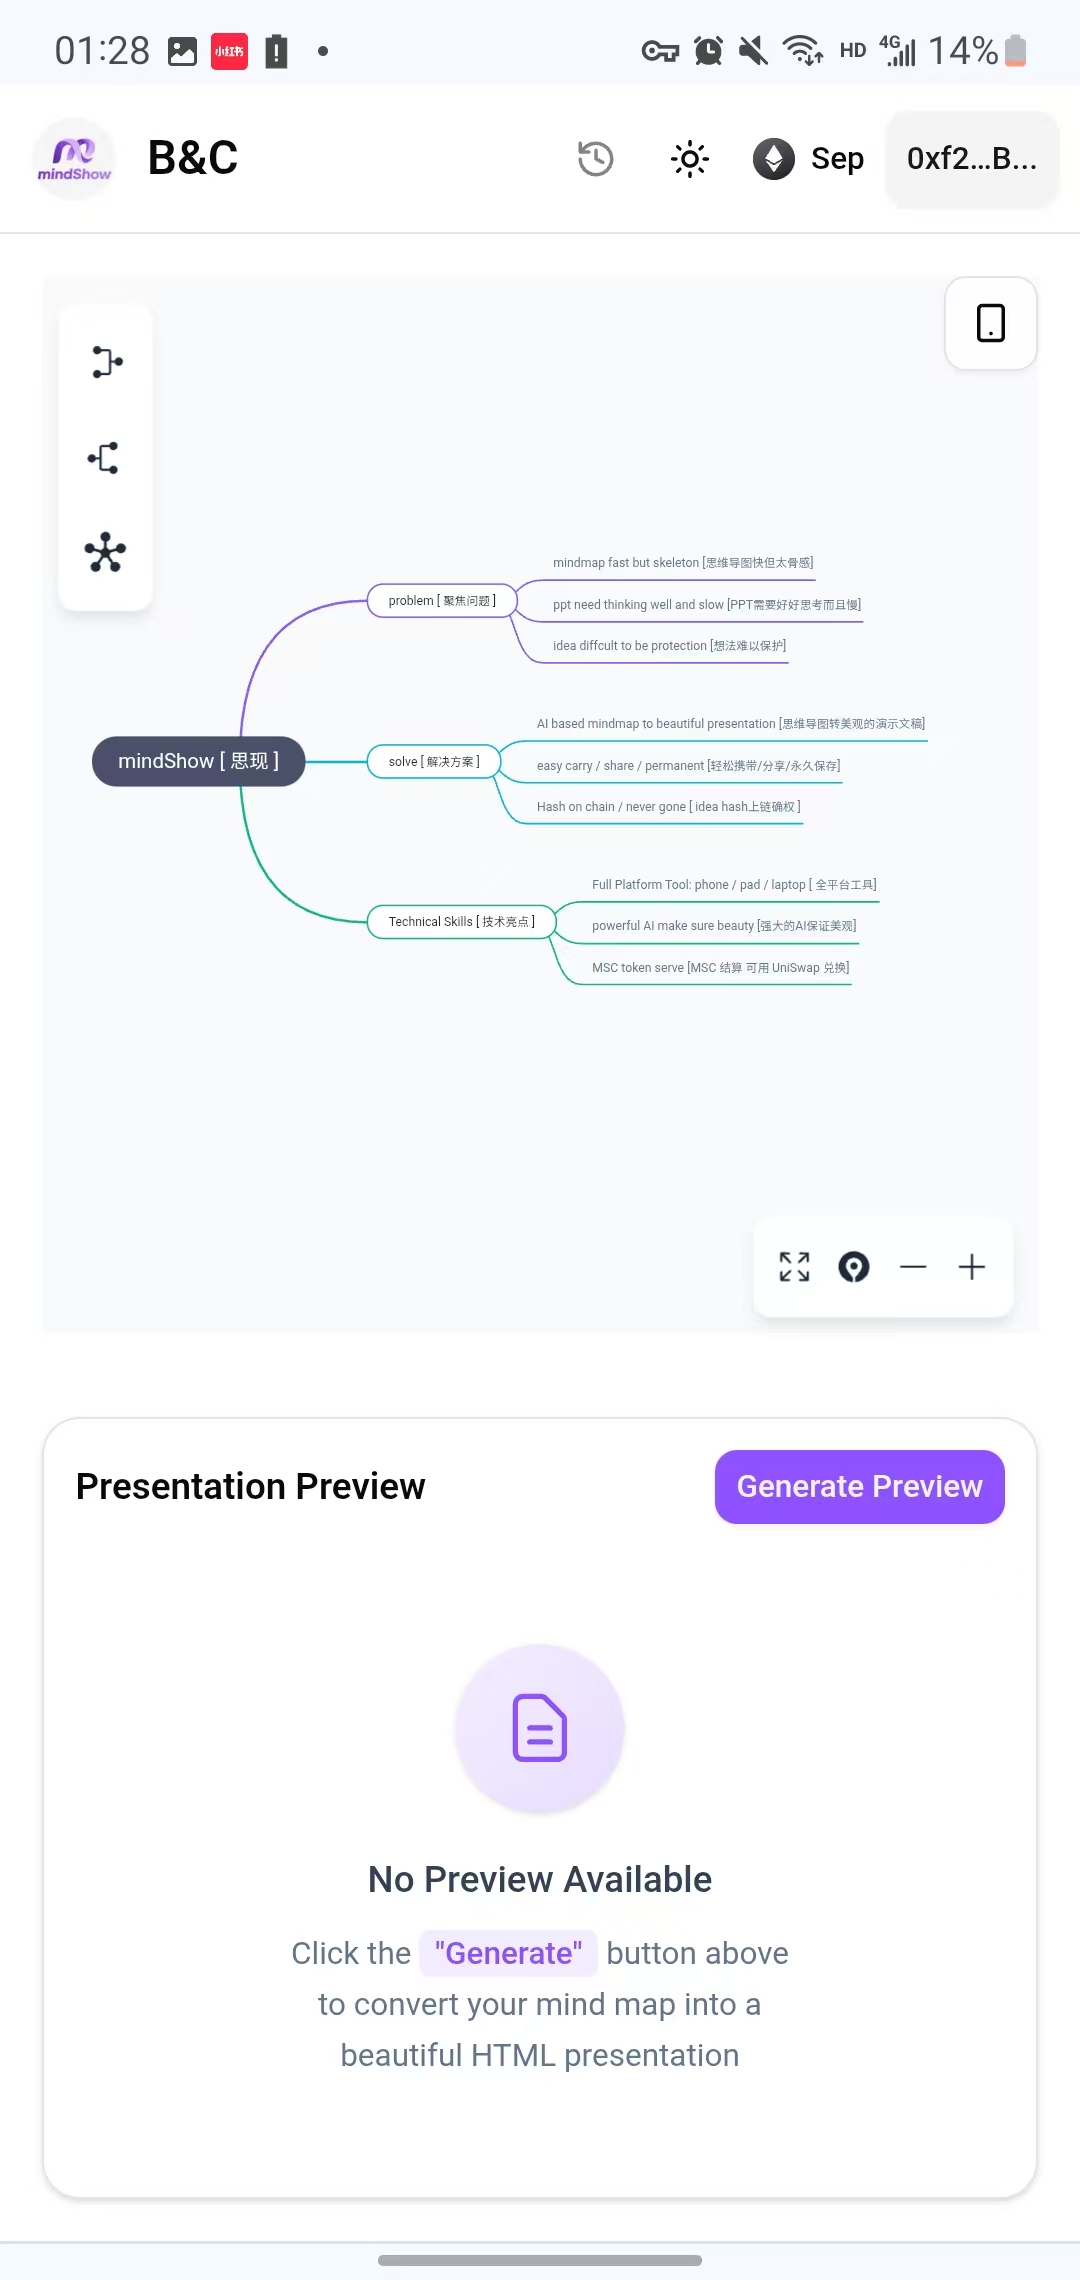 01:28
小红书
HD 4G 14%
mindShow
B&C
Sep
0xf2...B...
mindmap fast but skeleton [思维导图快但太骨感]
problem [ 聚焦问题 ]
ppt need thinking well and slow [PPT需要好好思考而且慢]
idea diffcult to be protection [想法难以保护]
AI based mindmap to beautiful presentation [思维导图转美观的演示文稿]
mindShow [ 思现 ]
solve [ 解决方案 ]
easy carry / share / permanent [轻松携带/分享/永久保存]
Hash on chain / never gone [ idea hash上链确权 ]
Full Platform Tool: phone / pad / laptop [ 全平台工具]
Technical Skills [ 技术亮点 ]
powerful AI make sure beauty [强大的AI保证美观]
MSC token serve [MSC 结算 可用 UniSwap 兑换]
Presentation Preview
Generate Preview
No Preview Available
Click the "Generate" button above
to convert your mind map into a
beautiful HTML presentation